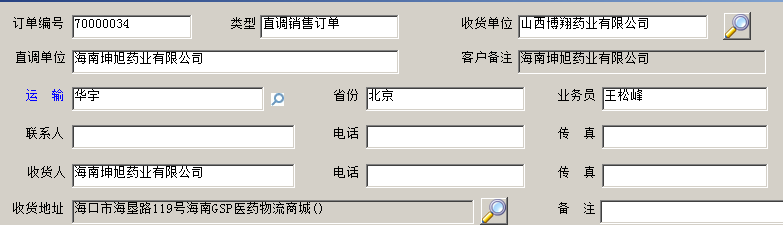 订单编号 70000034 类型 直调销售订单 收货单位 山西博翔药业有限公司
直调单位 海南坤旭药业有限公司 客户备注 海南坤旭药业有限公司
运 输 华宇 省份 北京 业务员 王松峰
联系人 电话 传 真
收货人 海南坤旭药业有限公司 电话 传 真
收货地址 海口市海垦路119号海南GSP医药物流商城() 备 注